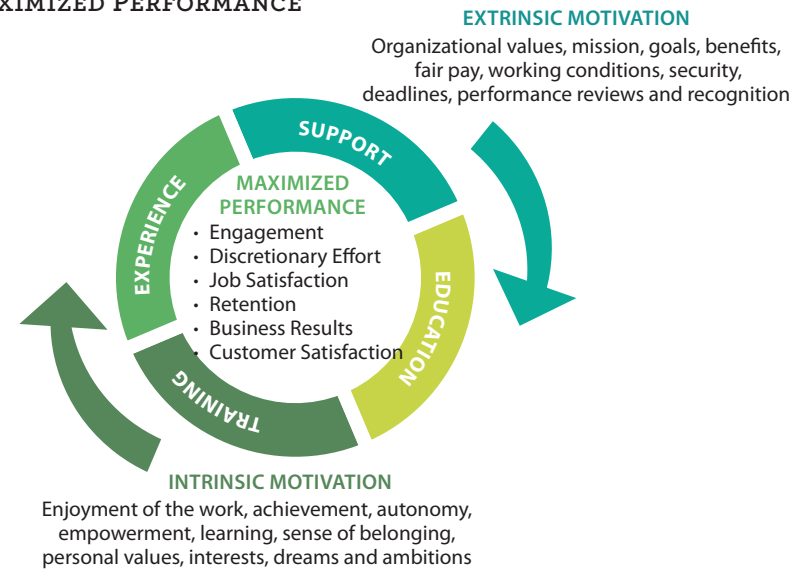 XIMIZED PERFORMANCE
EXTRINSIC MOTIVATION
Organizational values, mission, goals, benefits,
fair pay, working conditions, security,
deadlines, performance reviews and recognition
SUPPORT
EXPERIENCE
EDUCATION
TRAINING
MAXIMIZED
PERFORMANCE
• Engagement
• Discretionary Effort
• Job Satisfaction
• Retention
• Business Results
• Customer Satisfaction
INTRINSIC MOTIVATION
Enjoyment of the work, achievement, autonomy,
empowerment, learning, sense of belonging,
personal values, interests, dreams and ambitions